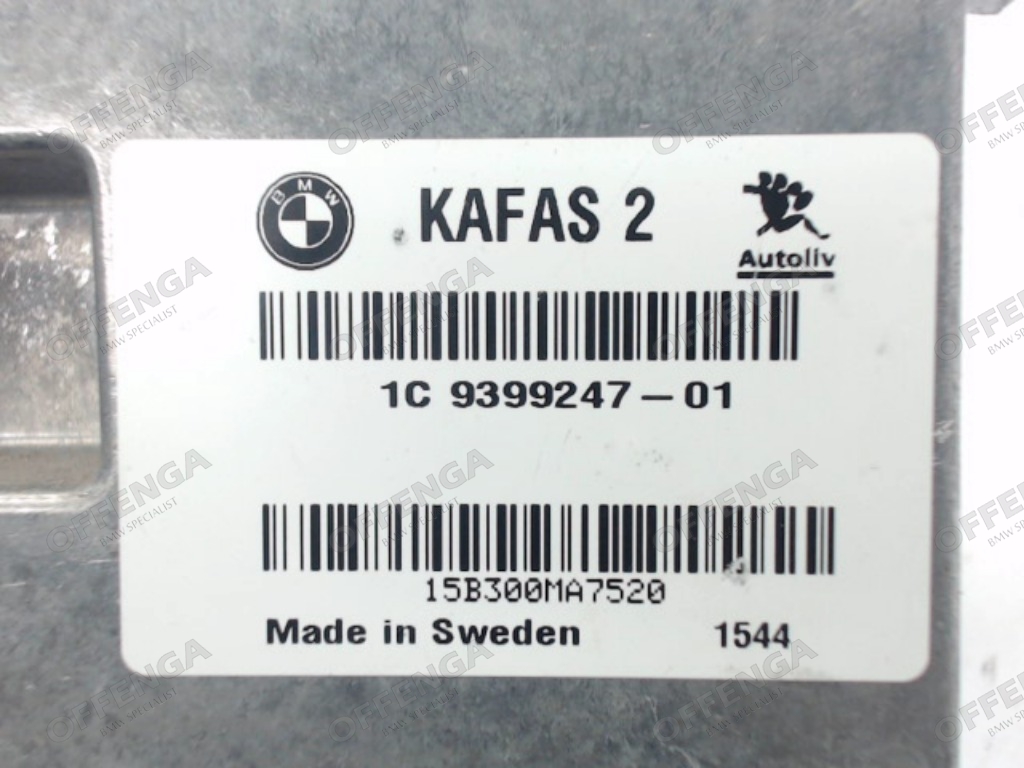 BMW
KAFAS 2
Autoliv
1C 9399247-01
15B300MA7520
Made in Sweden 1544
OFFENGA
BMW SPECIALIST